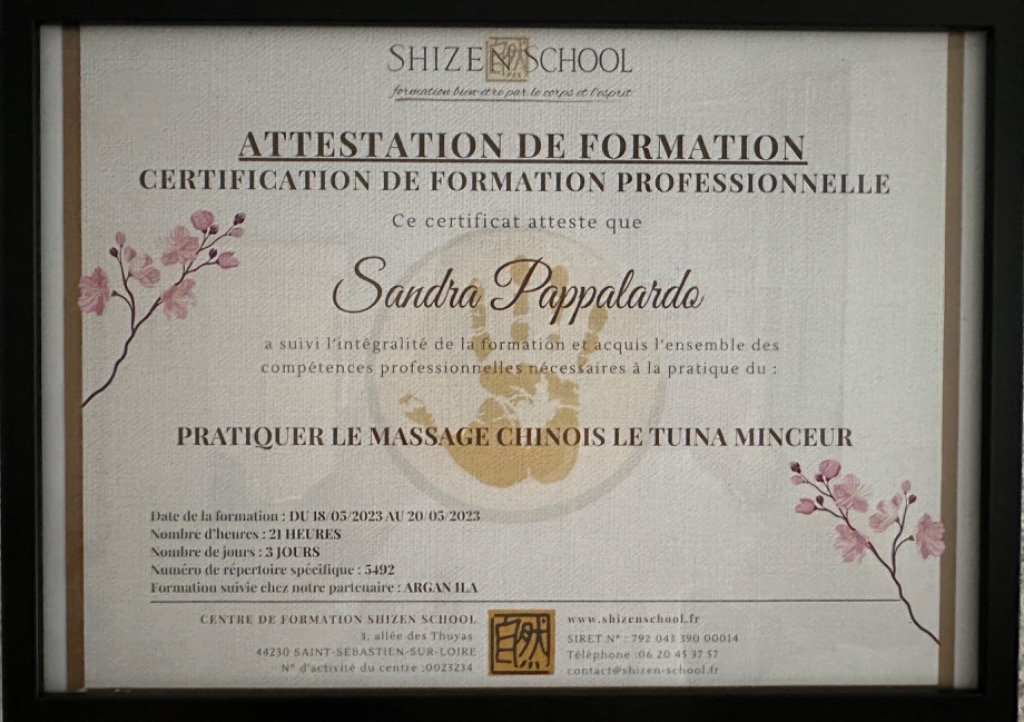 SHIZEN SCHOOL
formation bien-être par le corps et l'esprit
ATTESTATION DE FORMATION
CERTIFICATION DE FORMATION PROFESSIONNELLE
Ce certificat atteste que
Sandra Pappalardo
a suivi l'intégralité de la formation et acquis l'ensemble des
compétences professionnelles nécessaires à la pratique du :
PRATIQUER LE MASSAGE CHINOIS LE TUINA MINCEUR
Date de la formation : DU 18/05/2023 AU 20/05/2023
Nombre d'heures : 21 HEURES
Nombre de jours : 3 JOURS
Numéro de répertoire spécifique : 5492
Formation suivie chez notre partenaire : ARGAN ILA
CENTRE DE FORMATION SHIZEN SCHOOL
3, allée des Thuyas
44230 SAINT-SEBASTIEN-SUR-LOIRE
N° d'activité du centre :0023234
自然
www.shizenschool.fr
SIRET N° : 792 043 390 00014
Téléphone :06 20 45 37 57
contact@shizen-school.fr